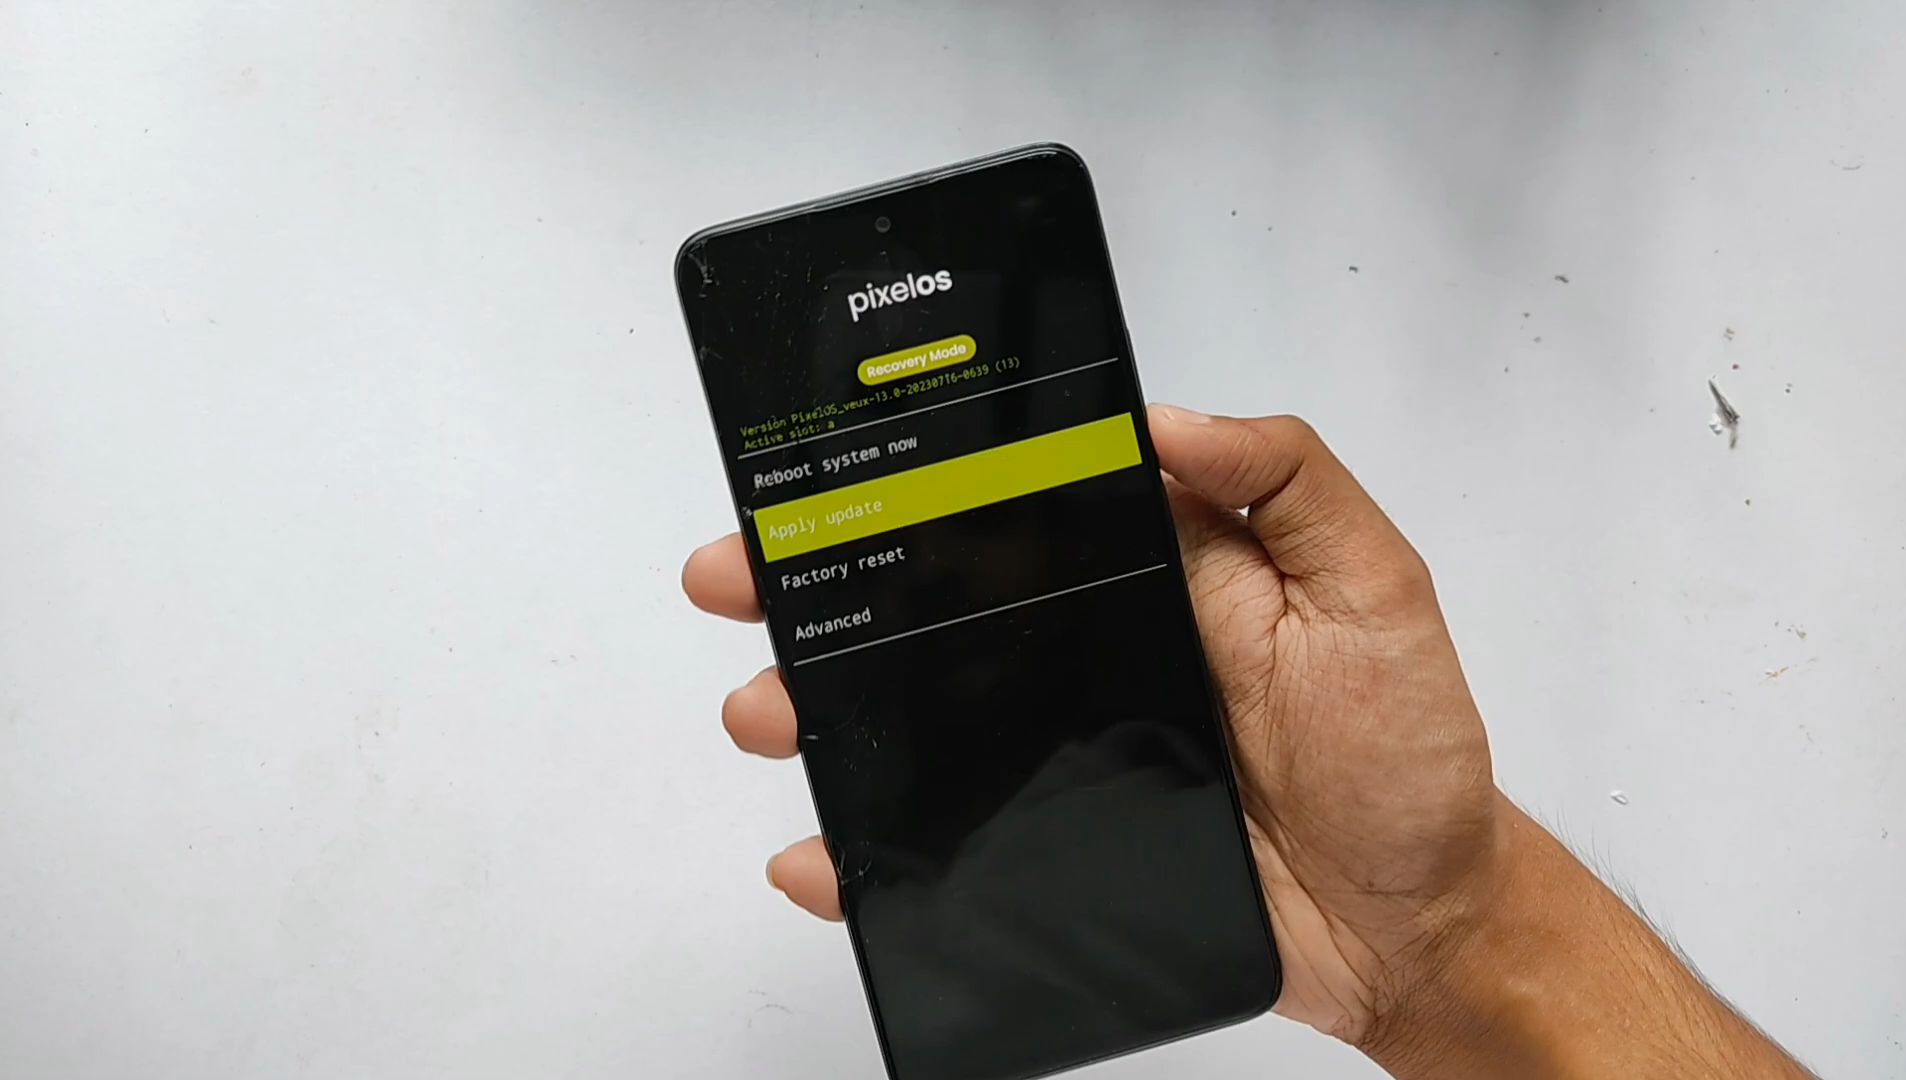 pixelos
Recovery Mode
Version PixelOS_veux-13.0-20230716-0639 (13)
Active slot: a
Reboot system now
Apply update
Factory reset
Advanced